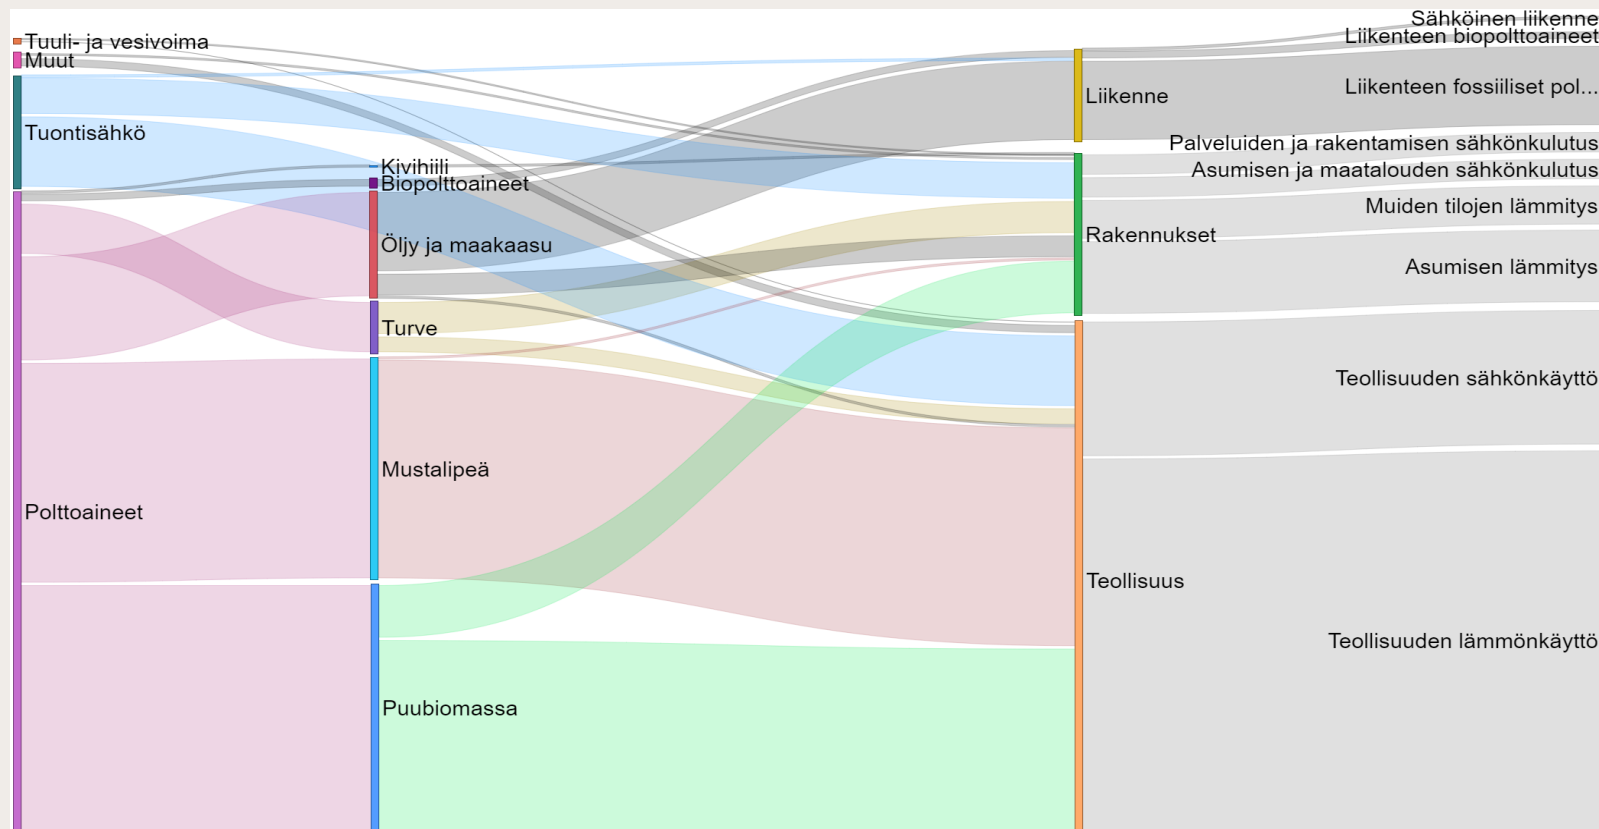 Tuuli- ja vesivoima
Muut
Tuontisähkö
Polttoaineet
Kivihiili
Biopolttoaineet
Öljy ja maakaasu
Turve
Mustalipeä
Puubiomassa
Liikenne
Rakennukset
Teollisuus
Sähköinen liikenne
Liikenteen biopolttoaineet
Liikenteen fossiiliset pol...
Palveluiden ja rakentamisen sähkönkulutus
Asumisen ja maatalouden sähkönkulutus
Muiden tilojen lämmitys
Asumisen lämmitys
Teollisuuden sähkönkäyttö
Teollisuuden lämmönkäyttö